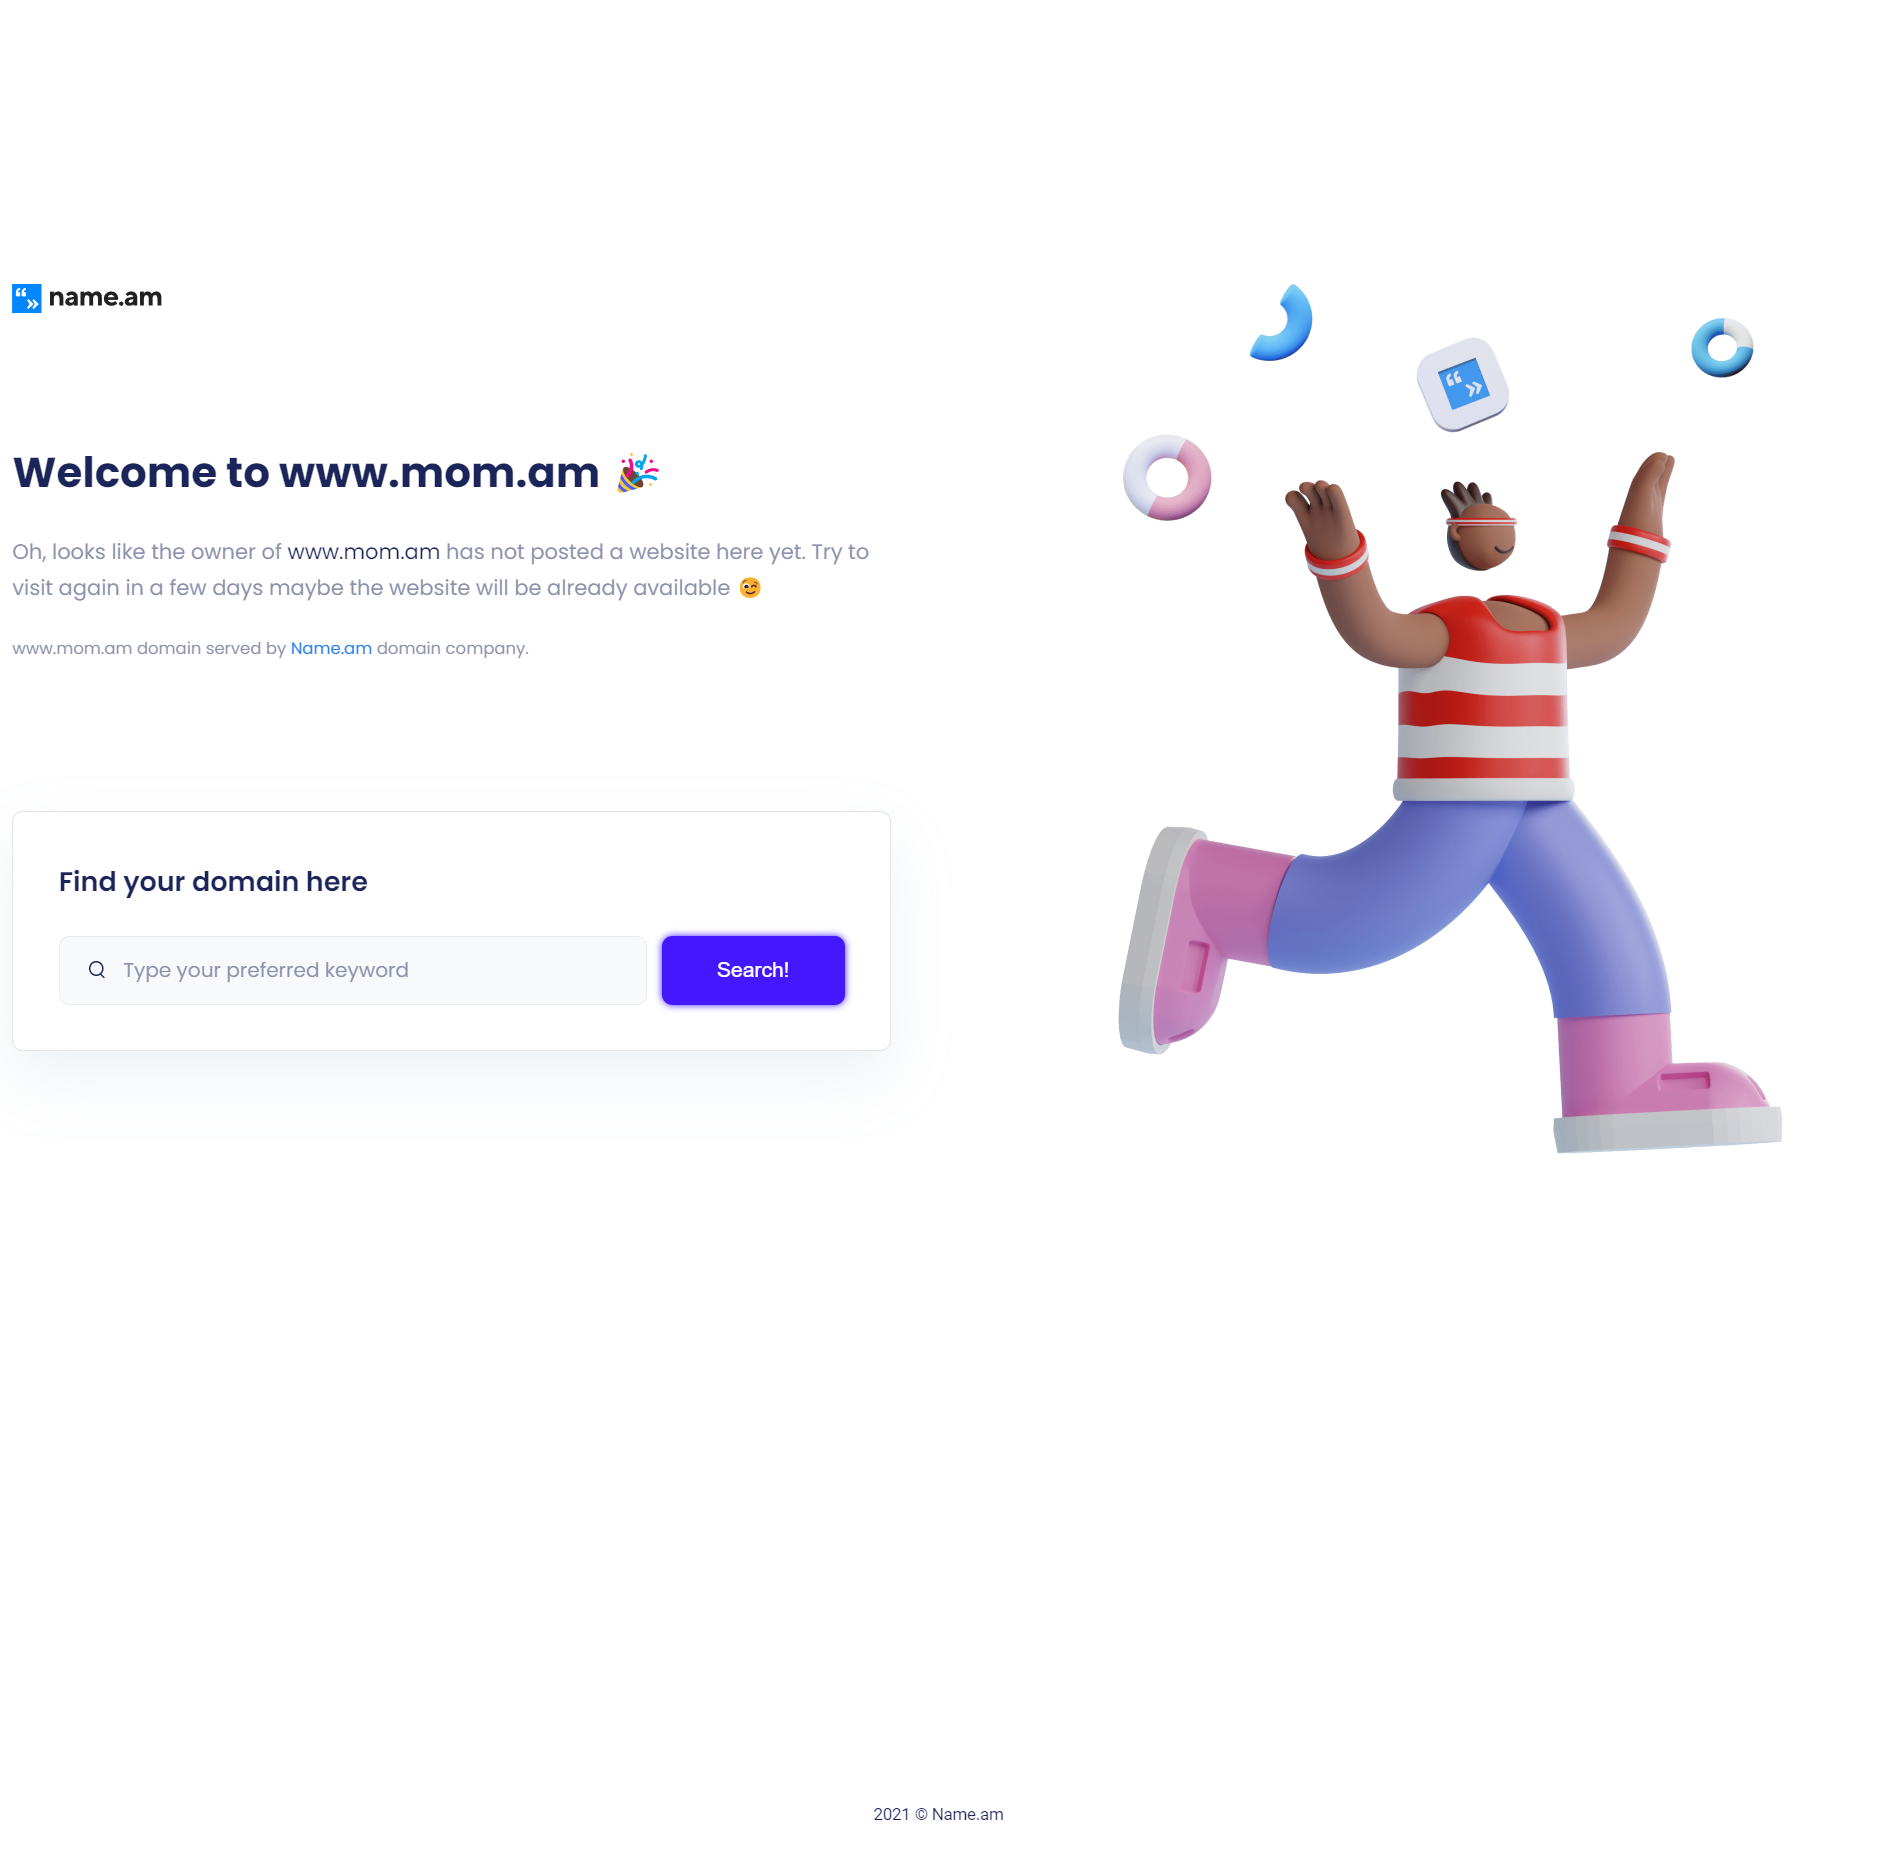 name.am
Welcome to www.mom.am 🎉
Oh, looks like the owner of www.mom.am has not posted a website here yet. Try to
visit again in a few days maybe the website will be already available 😉
www.mom.am domain served by Name.am domain company.
Find your domain here
Type your preferred keyword
Search!
2021 © Name.am